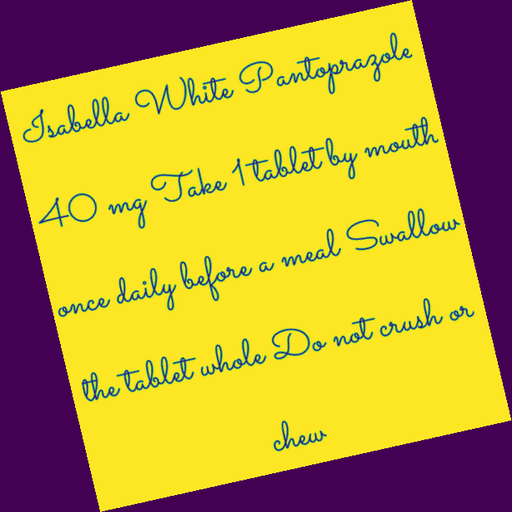 Isabella White Pantoprazole
40 mg Take 1 tablet by mouth
once daily before a meal Swallow
the tablet whole Do not crush or
chew